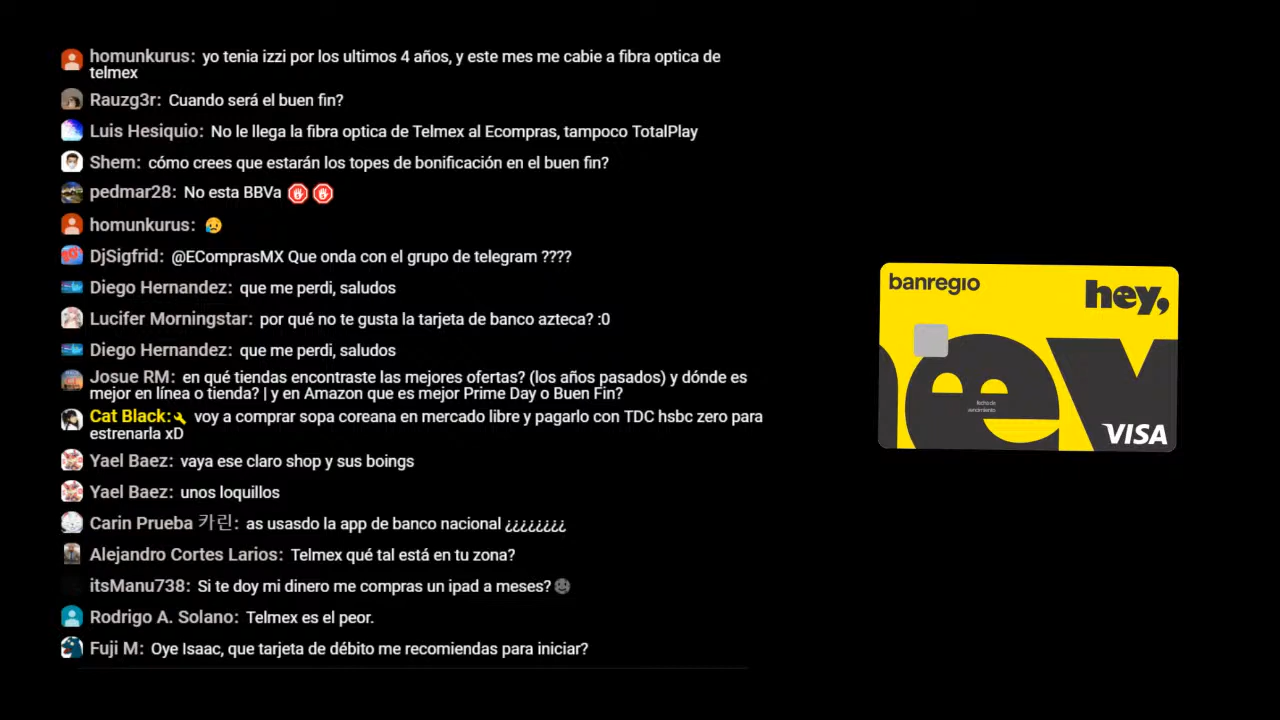 homunkurus: yo tenia izzi por los ultimos 4 años, y este mes me cabie a fibra optica de
telmex
Rauzg3r: Cuando será el buen fin?
Luis Hesiquio: No le llega la fibra optica de Telmex al Ecompras, tampoco TotalPlay
Shem: cómo crees que estarán los topes de bonificación en el buen fin?
pedmar28: No esta BBVa
homunkurus: 😥
DjSigfrid: @EComprasMX Que onda con el grupo de telegram ????
Diego Hernandez: que me perdi, saludos
Lucifer Morningstar: por qué no te gusta la tarjeta de banco azteca? :0
Diego Hernandez: que me perdi, saludos
Josue RM: en qué tiendas encontraste las mejores ofertas? (los años pasados) y dónde es
mejor en línea o tienda? | y en Amazon que es mejor Prime Day o Buen Fin?
Cat Black: voy a comprar sopa coreana en mercado libre y pagarlo con TDC hsbc zero para
estrenarla xD
Yael Baez: vaya ese claro shop y sus boings
Yael Baez: unos loquillos
Carin Prueba 카린: as usasdo la app de banco nacional ¿¿¿¿¿¿¿¿
Alejandro Cortes Larios: Telmex qué tal está en tu zona?
itsManu738: Si te doy mi dinero me compras un ipad a meses?
Rodrigo A. Solano: Telmex es el peor.
Fuji M: Oye Isaac, que tarjeta de débito me recomiendas para iniciar?
banregio
hey,
hey
fecha de
vencimiento
VISA